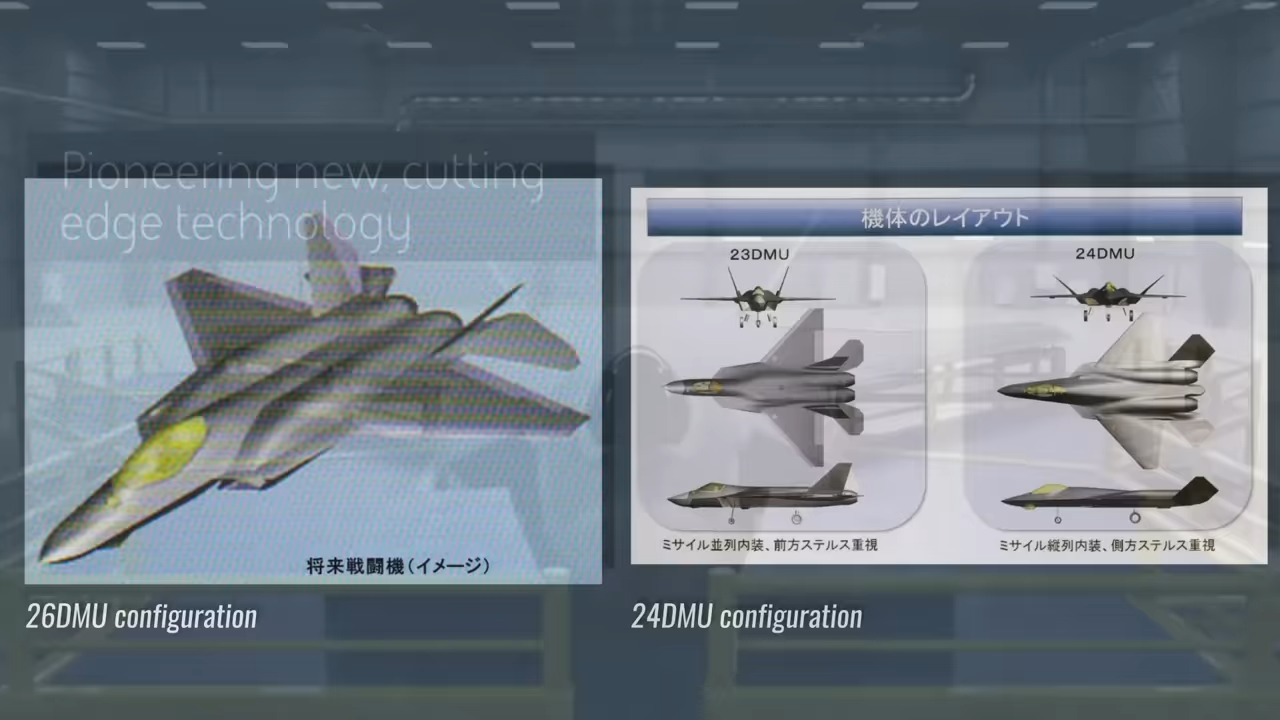 Pioneering new, cutting
edge technology
将来戦闘機(イメージ)
26DMU configuration
機体のレイアウト
23DMU
24DMU
ミサイル並列内装、前方ステルス重視
ミサイル縦列内装、側方ステルス重視
24DMU configuration